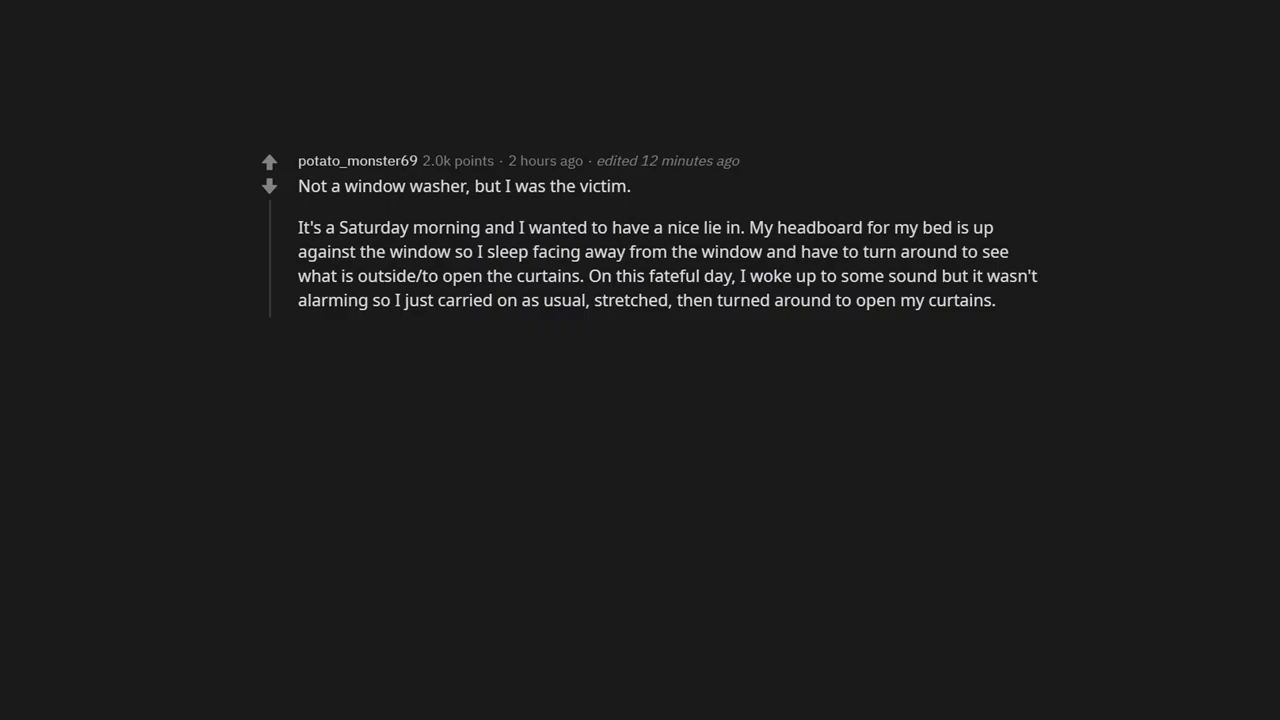 potato_monster69 2.0k points · 2 hours ago · edited 12 minutes ago
Not a window washer, but I was the victim.
It's a Saturday morning and I wanted to have a nice lie in. My headboard for my bed is up
against the window so I sleep facing away from the window and have to turn around to see
what is outside/to open the curtains. On this fateful day, I woke up to some sound but it wasn't
alarming so I just carried on as usual, stretched, then turned around to open my curtains.